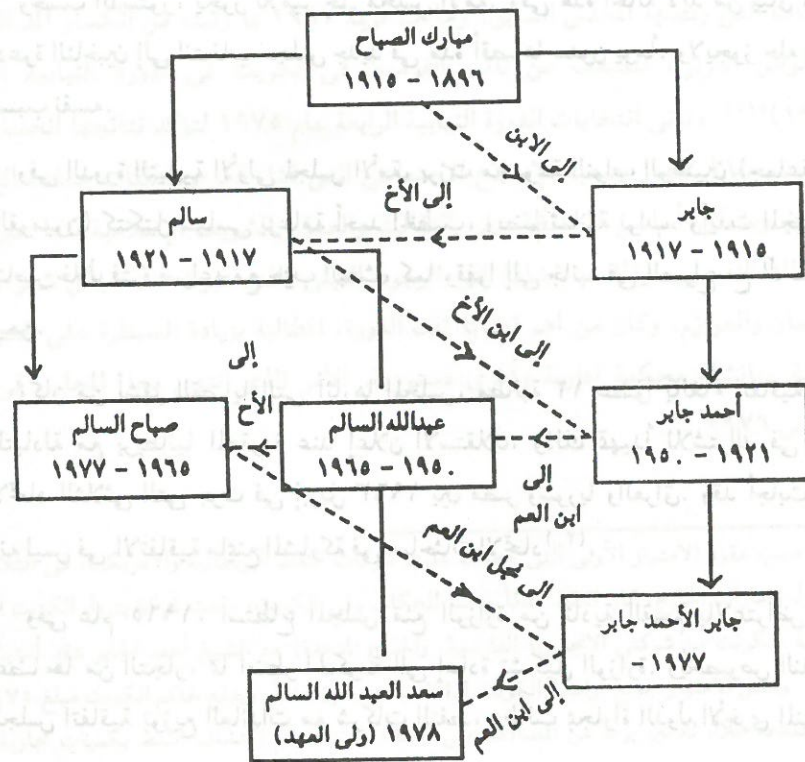 مبارك الصباح
١٨٩٦ - ١٩١٥
إلى الابن
جابر
١٩١٥ - ١٩١٧
إلى الأخ
سالم
١٩١٧ - ١٩٢١
إلى ابن الأخ
أحمد جابر
١٩٢١ - ١٩٥٠
إلى
ابن العم
عبدالله السالم
١٩٥٠ - ١٩٦٥
إلى
الأخ
صباح السالم
١٩٦٥ - ١٩٧٧
إلى نجل ابن العم
جابر الأحمد جابر
١٩٧٧ -
إلى ابن العم
سعد العبد الله السالم
١٩٧٨ (ولى العهد)